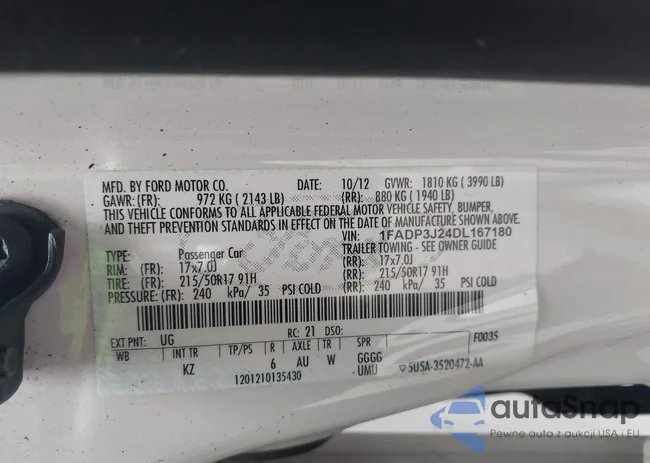 MFD. BY FORD MOTOR CO. DATE: 10/12 GVWR: 1810 KG ( 3990 LB)
GAWR: (FR): 972 KG ( 2143 LB) (RR): 880 KG ( 1940 LB)
THIS VEHICLE CONFORMS TO ALL APPLICABLE FEDERAL MOTOR VEHICLE SAFETY, BUMPER,
AND THEFT PREVENTION STANDARDS IN EFFECT ON THE DATE OF MANUFACTURE SHOWN ABOVE.
VIN: 1FADP3J24DL167180
TYPE: Passenger Car TRAILER TOWING -- SEE OWNER GUIDE
RIM: (FR): 17x7.0J (RR): 17x7.0J
TIRE: (FR): 215/50R17 91H (RR): 215/50R17 91H
PRESSURE: (FR): 240 kPa/ 35 PSI COLD (RR): 240 kPa/ 35 PSI COLD
EXT PNT: UG RC: 21 DSO: F0035
WB INT TR TP/PS R AXLE TR SPR
KZ 6 AU W GGGG
UMU 5U5A-3520472-AA
1201210135430
autoSnap
Pewne auto z aukcji USA i EU